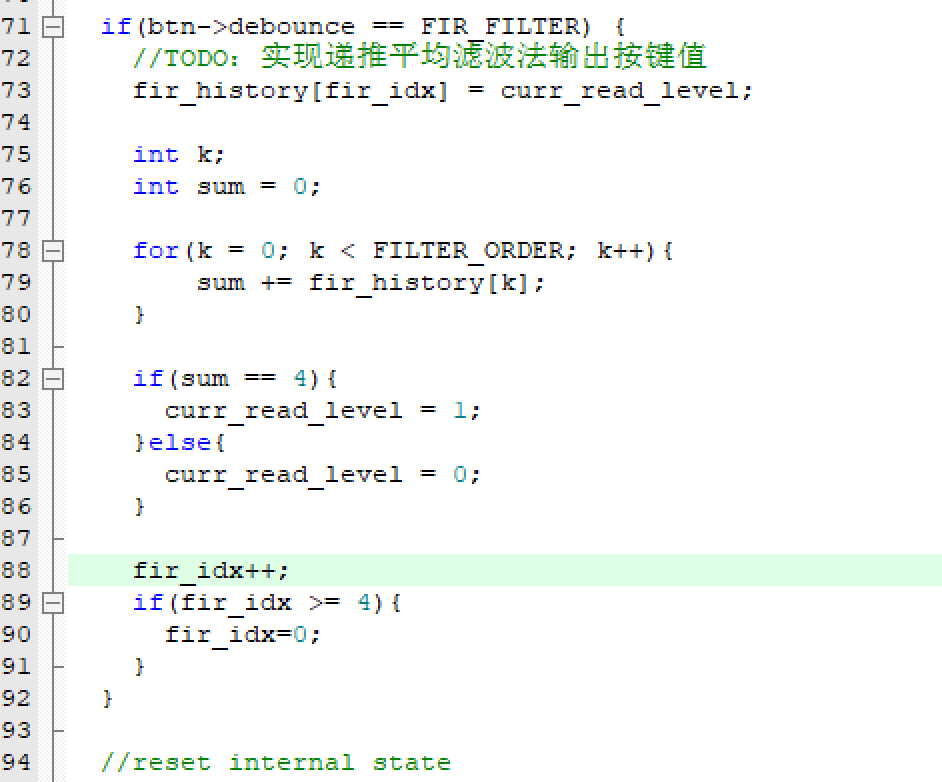 71 if(btn->debounce == FIR_FILTER) {
72 //TODO: 实现递推平均滤波法输出按键值
73 fir_history[fir_idx] = curr_read_level;
74
75 int k;
76 int sum = 0;
77
78 for(k = 0; k < FILTER_ORDER; k++){
79 sum += fir_history[k];
80 }
81
82 if(sum == 4){
83 curr_read_level = 1;
84 }else{
85 curr_read_level = 0;
86 }
87
88 fir_idx++;
89 if(fir_idx >= 4){
90 fir_idx=0;
91 }
92 }
93
94 //reset internal state